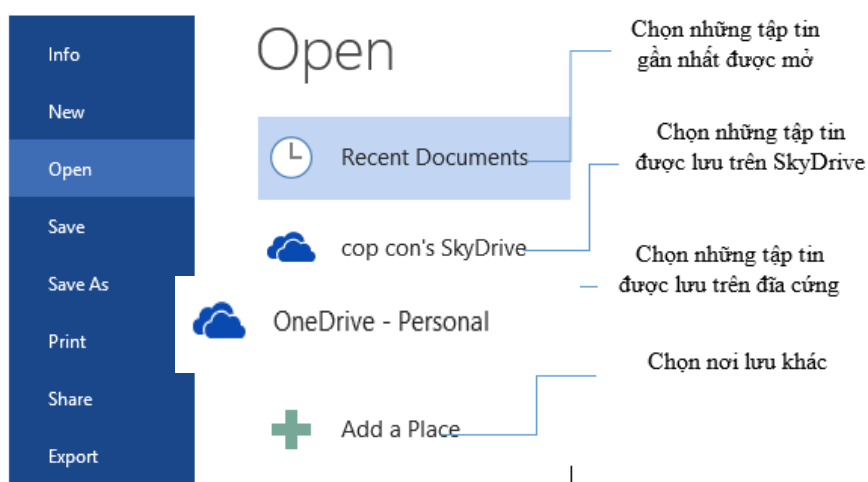 Info
New
Open
Save
Save As
Print
Share
Export
Open
Recent Documents
cop con's SkyDrive
OneDrive - Personal
Add a Place
Chọn những tập tin
gần nhất được mở
Chọn những tập tin
được lưu trên SkyDrive
Chọn những tập tin
được lưu trên đĩa cứng
Chọn nơi lưu khác